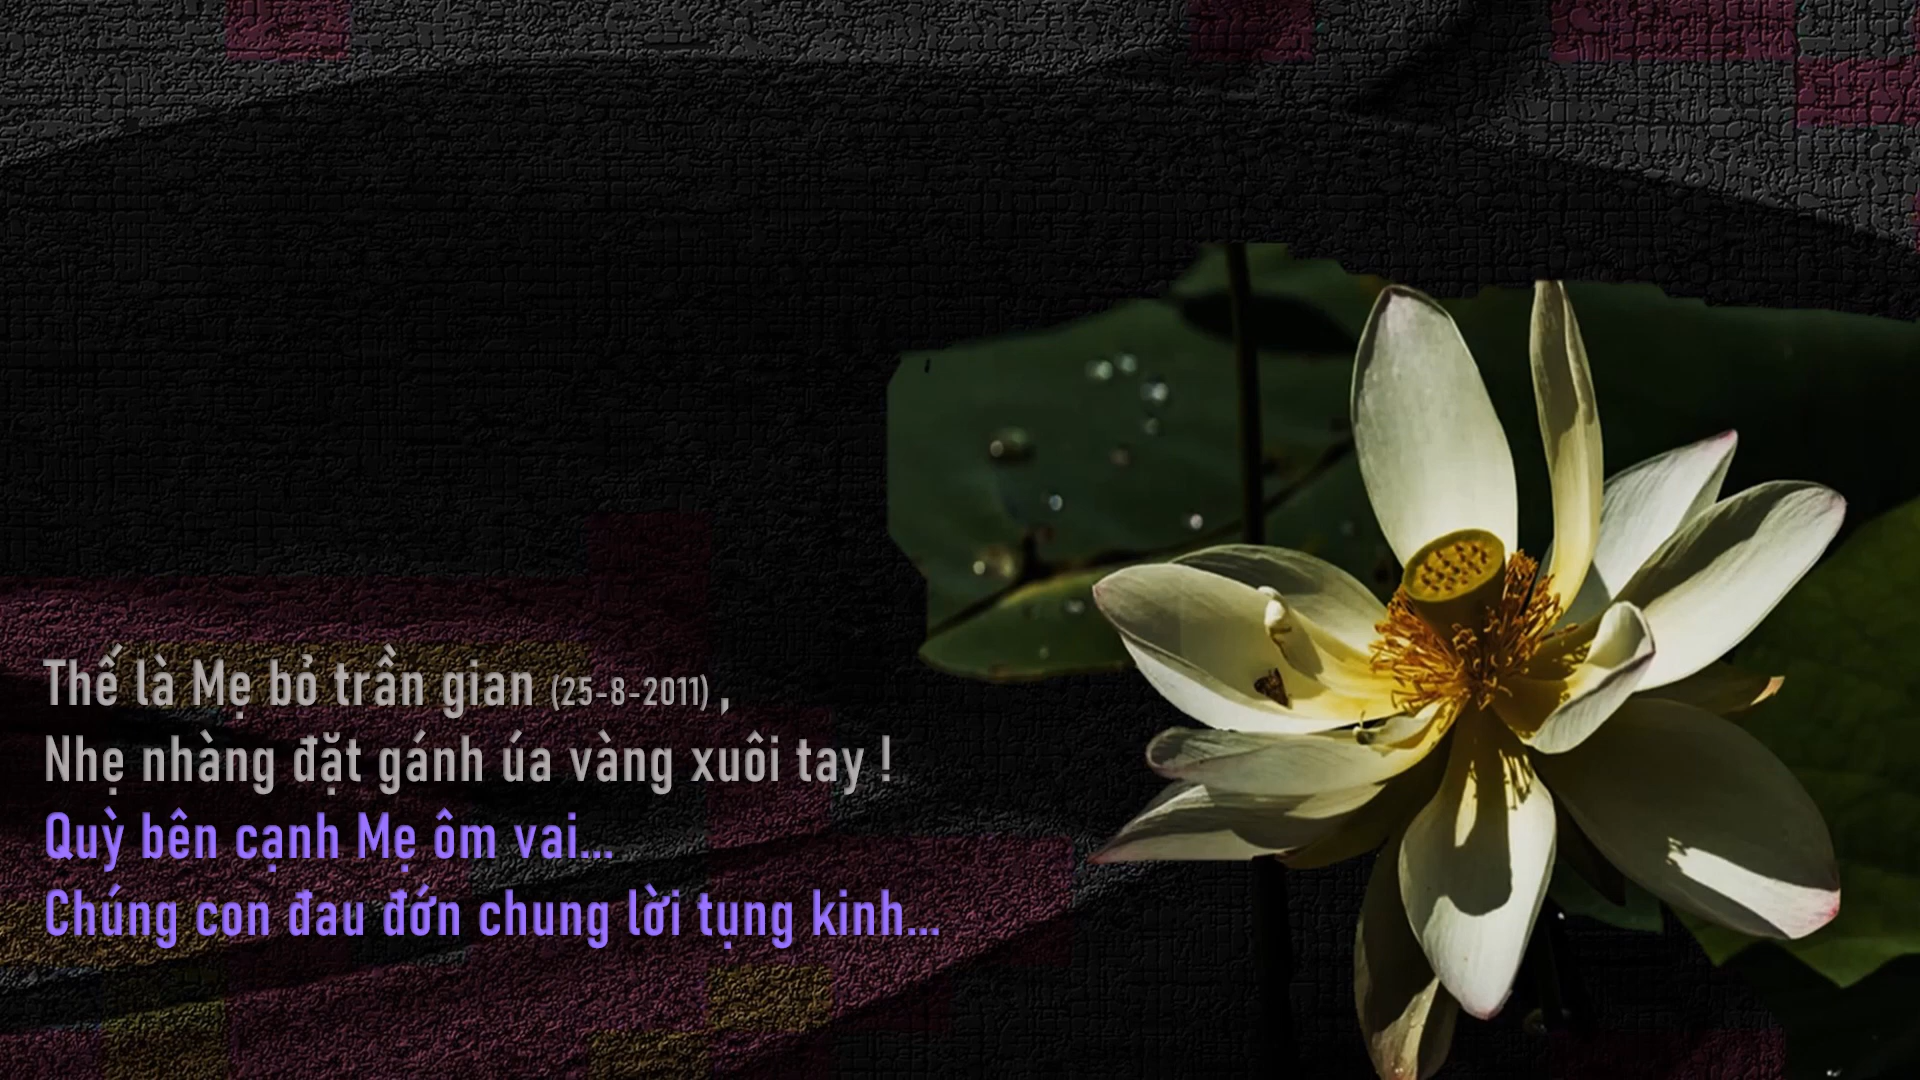 Thế là Mẹ bỏ trần gian (25-8-2011) ,
Nhẹ nhàng đặt gánh úa vàng xuôi tay !
Quỳ bên cạnh Mẹ ôm vai...
Chúng con đau đớn chung lời tụng kinh...